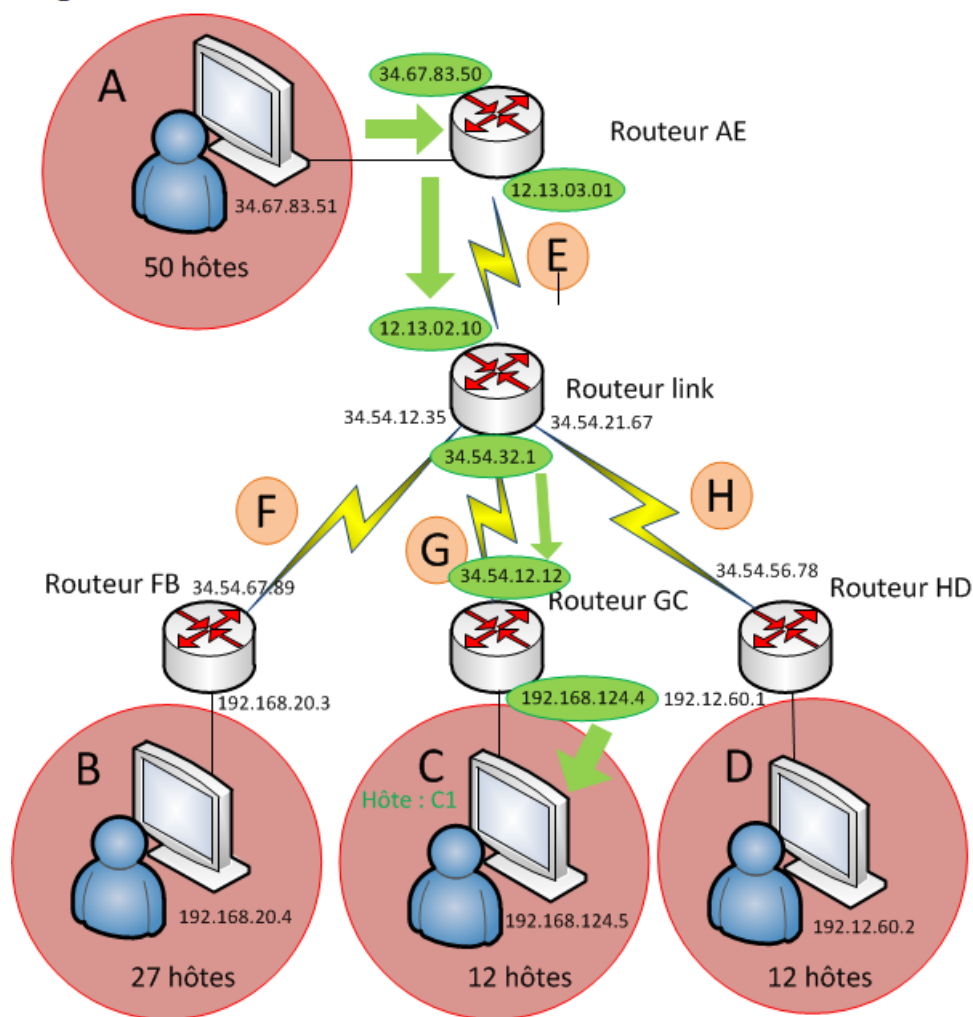 34.67.83.50
A
Routeur AE
34.67.83.51
12.13.03.01
50 hôtes
E
12.13.02.10
Routeur link
34.54.12.35
34.54.21.67
34.54.32.1
F
G
H
Routeur FB
34.54.67.89
34.54.12.12
Routeur GC
34.54.56.78
Routeur HD
192.168.20.3
192.168.124.4
192.12.60.1
B
C
Hôte : C1
D
192.168.20.4
192.168.124.5
192.12.60.2
27 hôtes
12 hôtes
12 hôtes